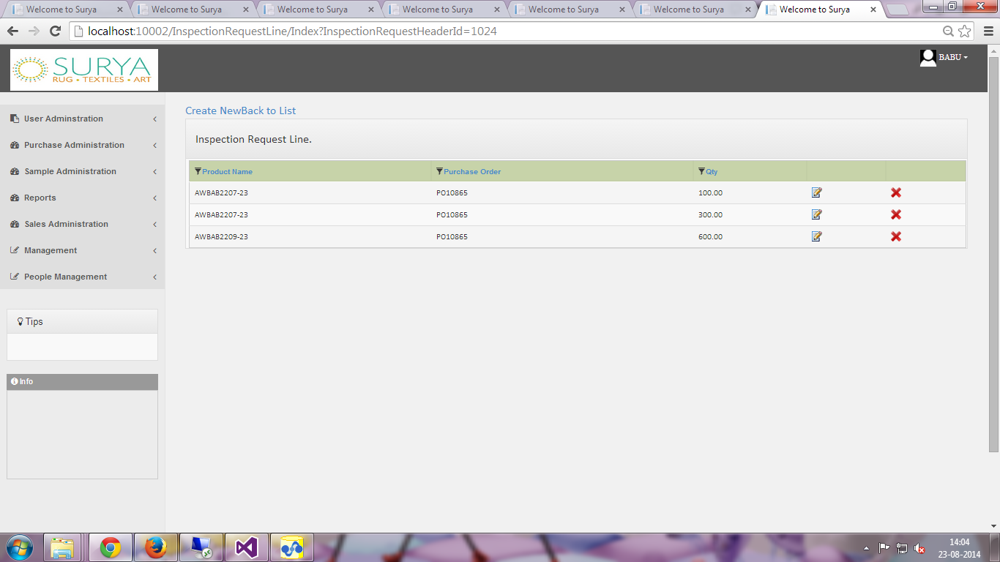 Welcome to Surya
Welcome to Surya
Welcome to Surya
Welcome to Surya
Welcome to Surya
Welcome to Surya
Welcome to Surya
localhost:10002/InspectionRequestLine/Index?InspectionRequestHeaderId=1024
SURYA
RUG • TEXTILES • ART
BABU
User Adminstration
Purchase Administration
Sample Administration
Reports
Sales Administration
Management
People Management
Tips
Info
Create NewBack to List
Inspection Request Line.
Product Name Purchase Order Qty
AWBAB2207-23 PO10865 100.00
AWBAB2207-23 PO10865 300.00
AWBAB2209-23 PO10865 600.00
14:04
23-08-2014